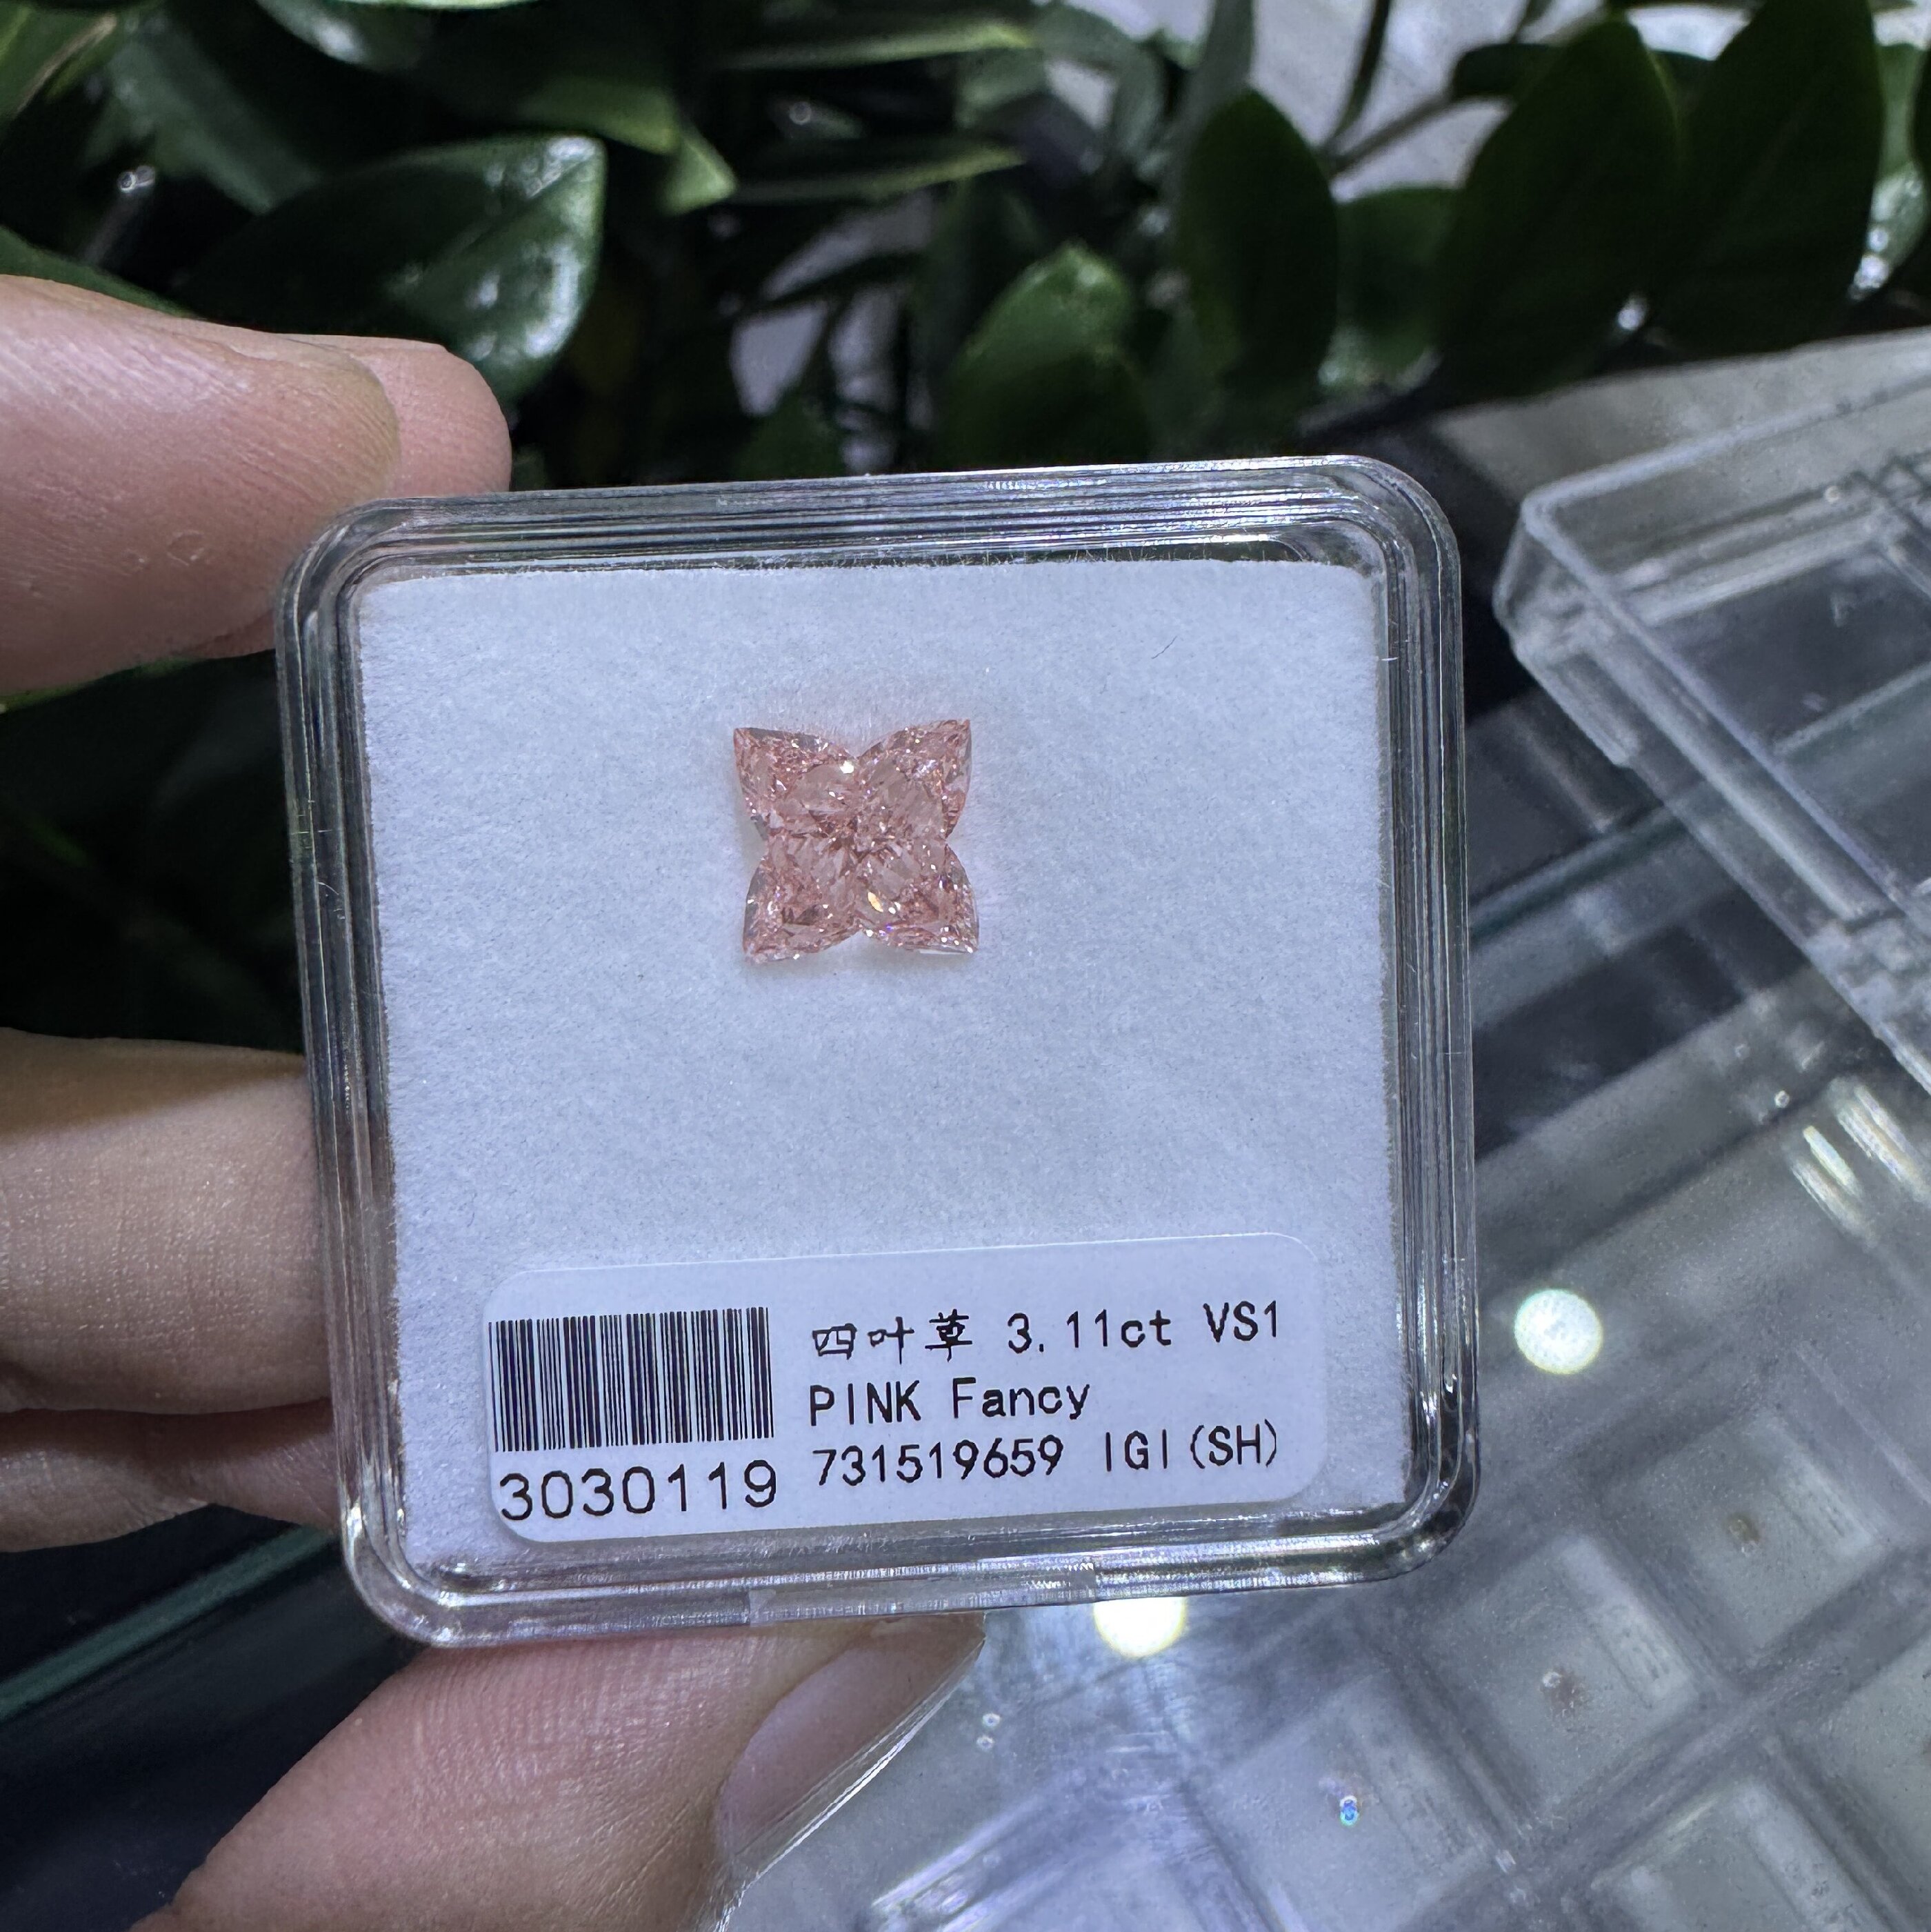 四叶草 3.11ct VS1
PINK Fancy
731519659 IGI(SH)
3030119